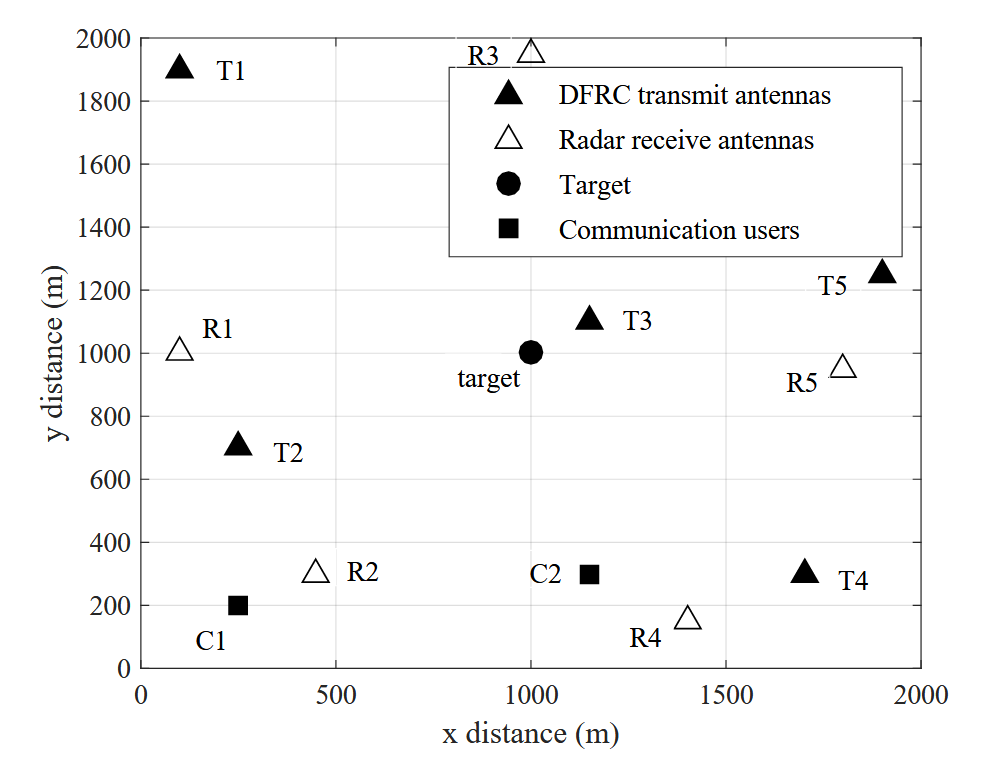 2000
1800
1600
1400
1200
1000
800
600
400
200
0
0
500
1000
1500
2000
x distance (m)
y distance (m)
T1
R3
DFRC transmit antennas
Radar receive antennas
Target
Communication users
T5
R1
T3
target
R5
T2
R2
C2
T4
C1
R4